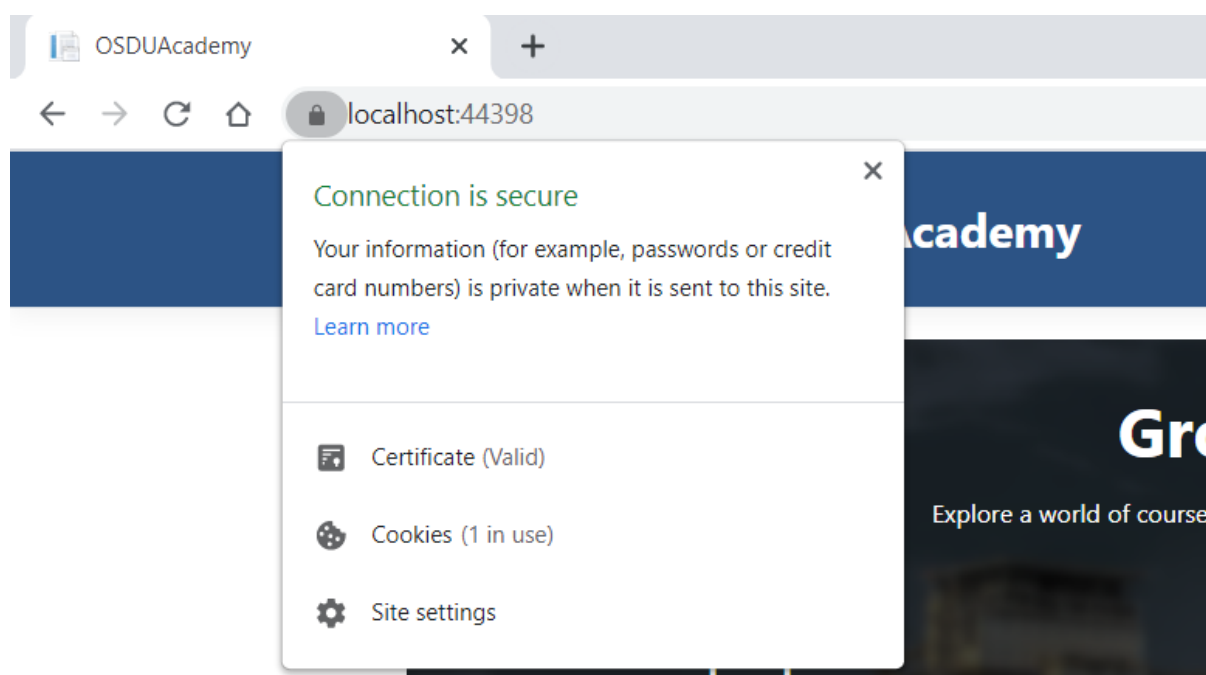 OSDUAcademy
localhost:44398
Connection is secure
Your information (for example, passwords or credit
card numbers) is private when it is sent to this site.
Learn more
Certificate (Valid)
Cookies (1 in use)
Site settings
cademy
Gr
Explore a world of course